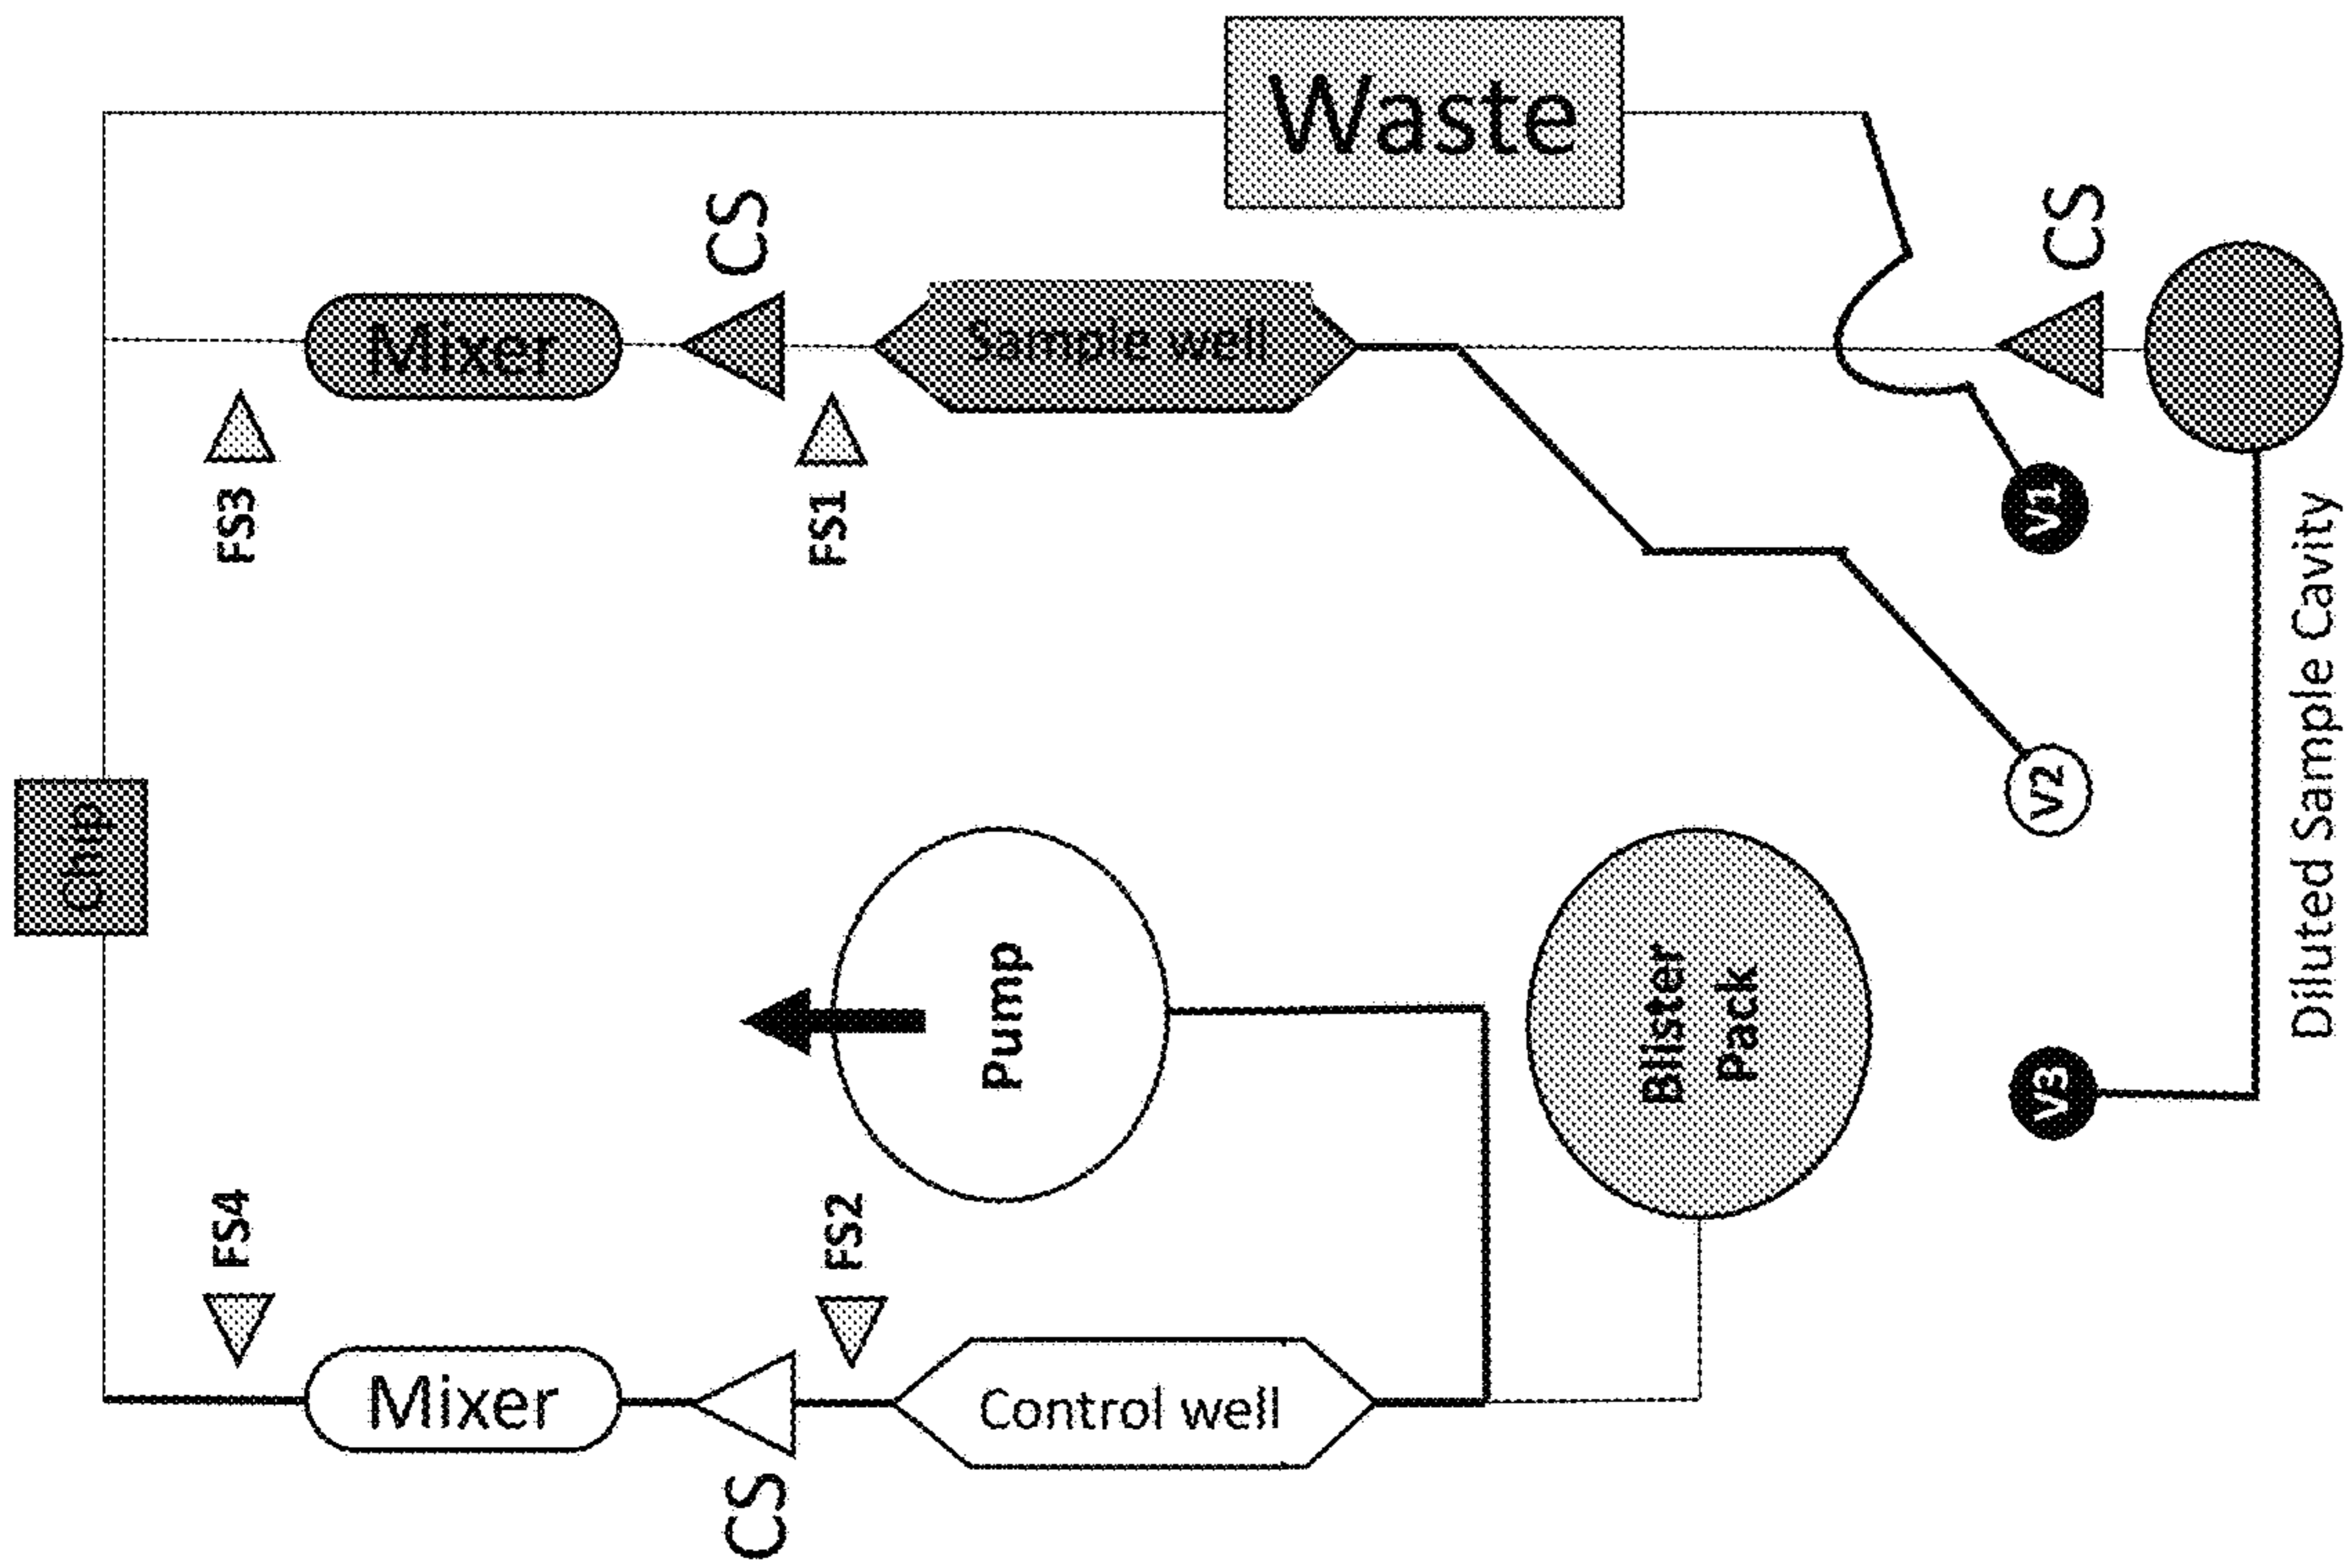 Waste
CS
CS
Mixer
Sample well
FS3
FS1
V1
Diluted Sample Cavity
V2
Chip
Pump
Blister
Pack
V3
FS4
FS2
Mixer
Control well
CS